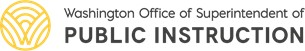 Washington Office of Superintendent of
PUBLIC INSTRUCTION